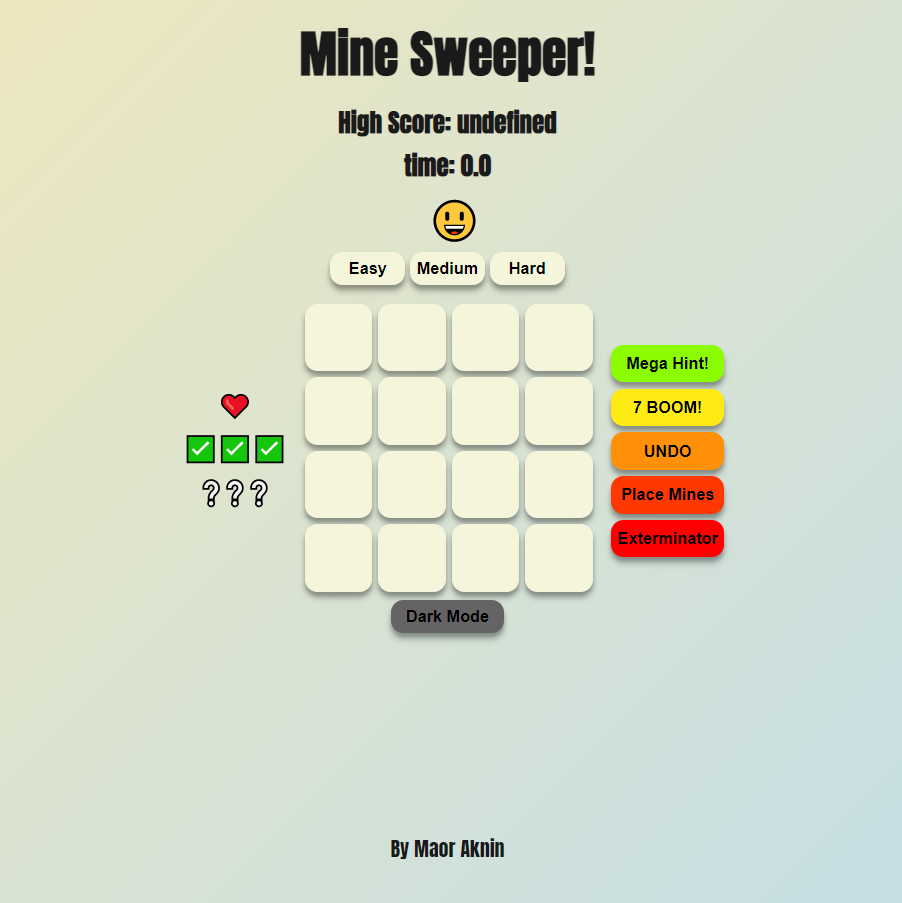 Mine Sweeper!
High Score: undefined
time: 0.0
Easy Medium Hard
Mega Hint!
7 BOOM!
UNDO
Place Mines
Exterminator
???
Dark Mode
By Maor Aknin